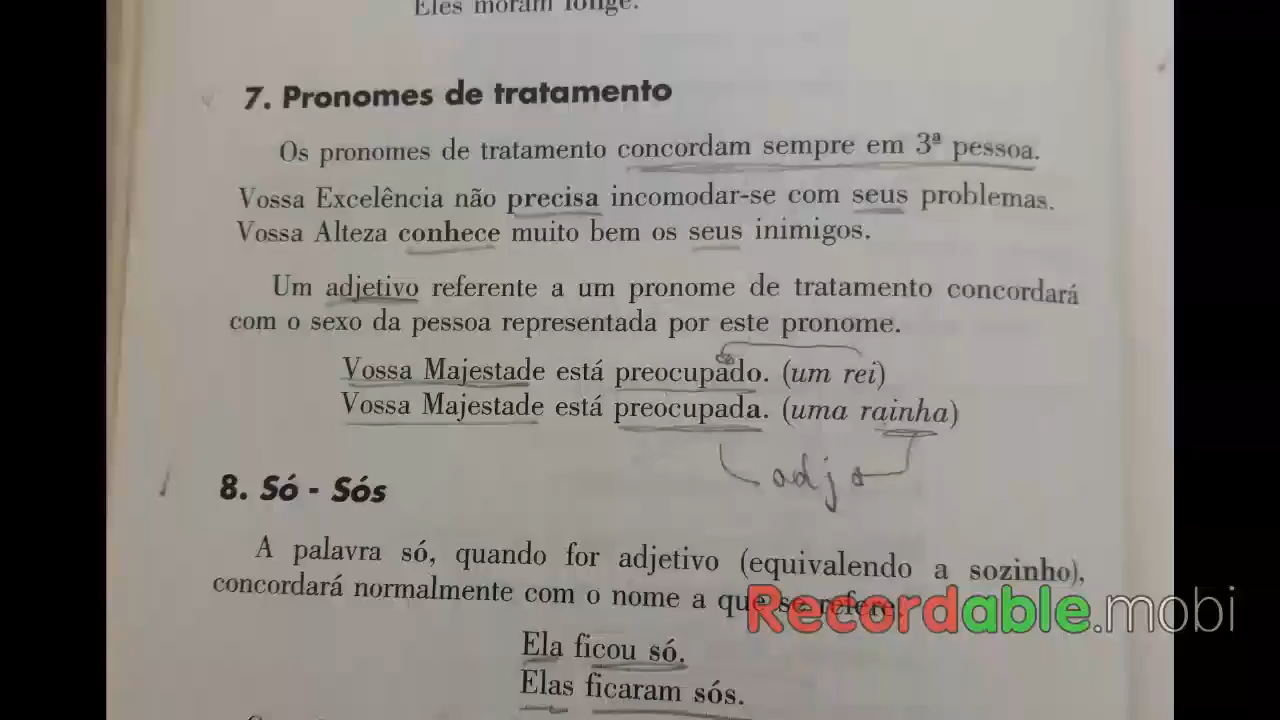 Eles moram longe.
7. Pronomes de tratamento
Os pronomes de tratamento concordam sempre em 3ª pessoa.
Vossa Excelência não precisa incomodar-se com seus problemas.
Vossa Alteza conhece muito bem os seus inimigos.
Um adjetivo referente a um pronome de tratamento concordará
com o sexo da pessoa representada por este pronome.
Vossa Majestade está preocupado. (um rei)
Vossa Majestade está preocupada. (uma rainha)
adj
8. Só - Sós
A palavra só, quando for adjetivo (equivalendo a sozinho),
concordará normalmente com o nome a que se refere.
Recordable.mobi
Ela ficou só.
Elas ficaram sós.